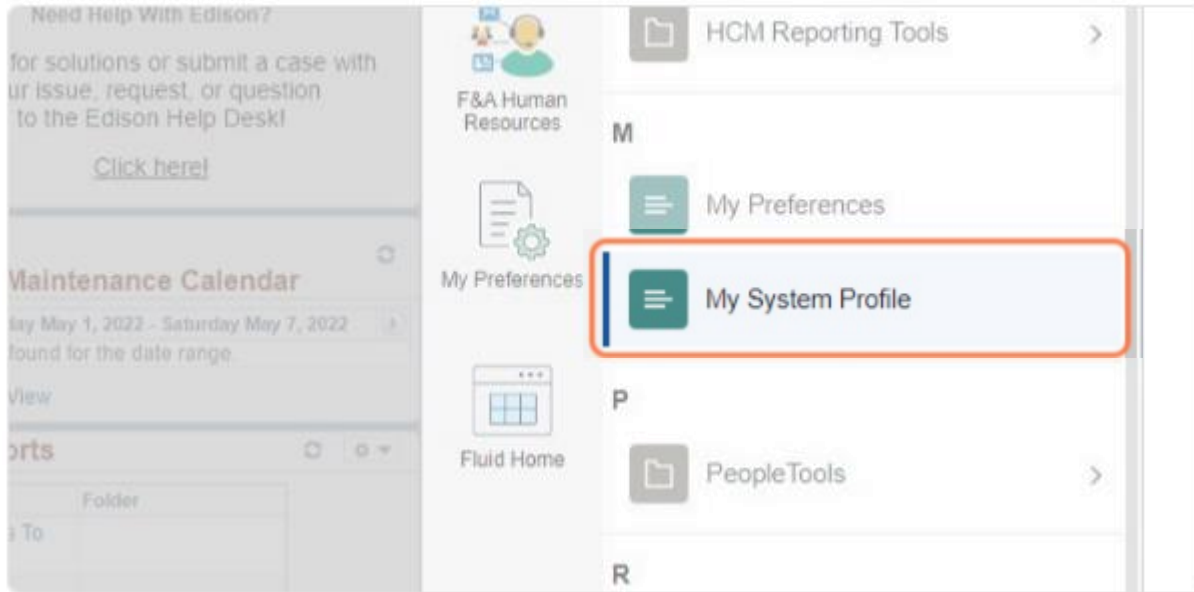 Need Help With Edison?
for solutions or submit a case with
ur issue, request, or question
to the Edison Help Desk!
Click here!
Maintenance Calendar
day May 1, 2022 - Saturday May 7, 2022
found for the date range.
View
orts
Folder
s To
F&A Human
Resources
My Preferences
Fluid Home
HCM Reporting Tools
M
My Preferences
My System Profile
P
PeopleTools
R